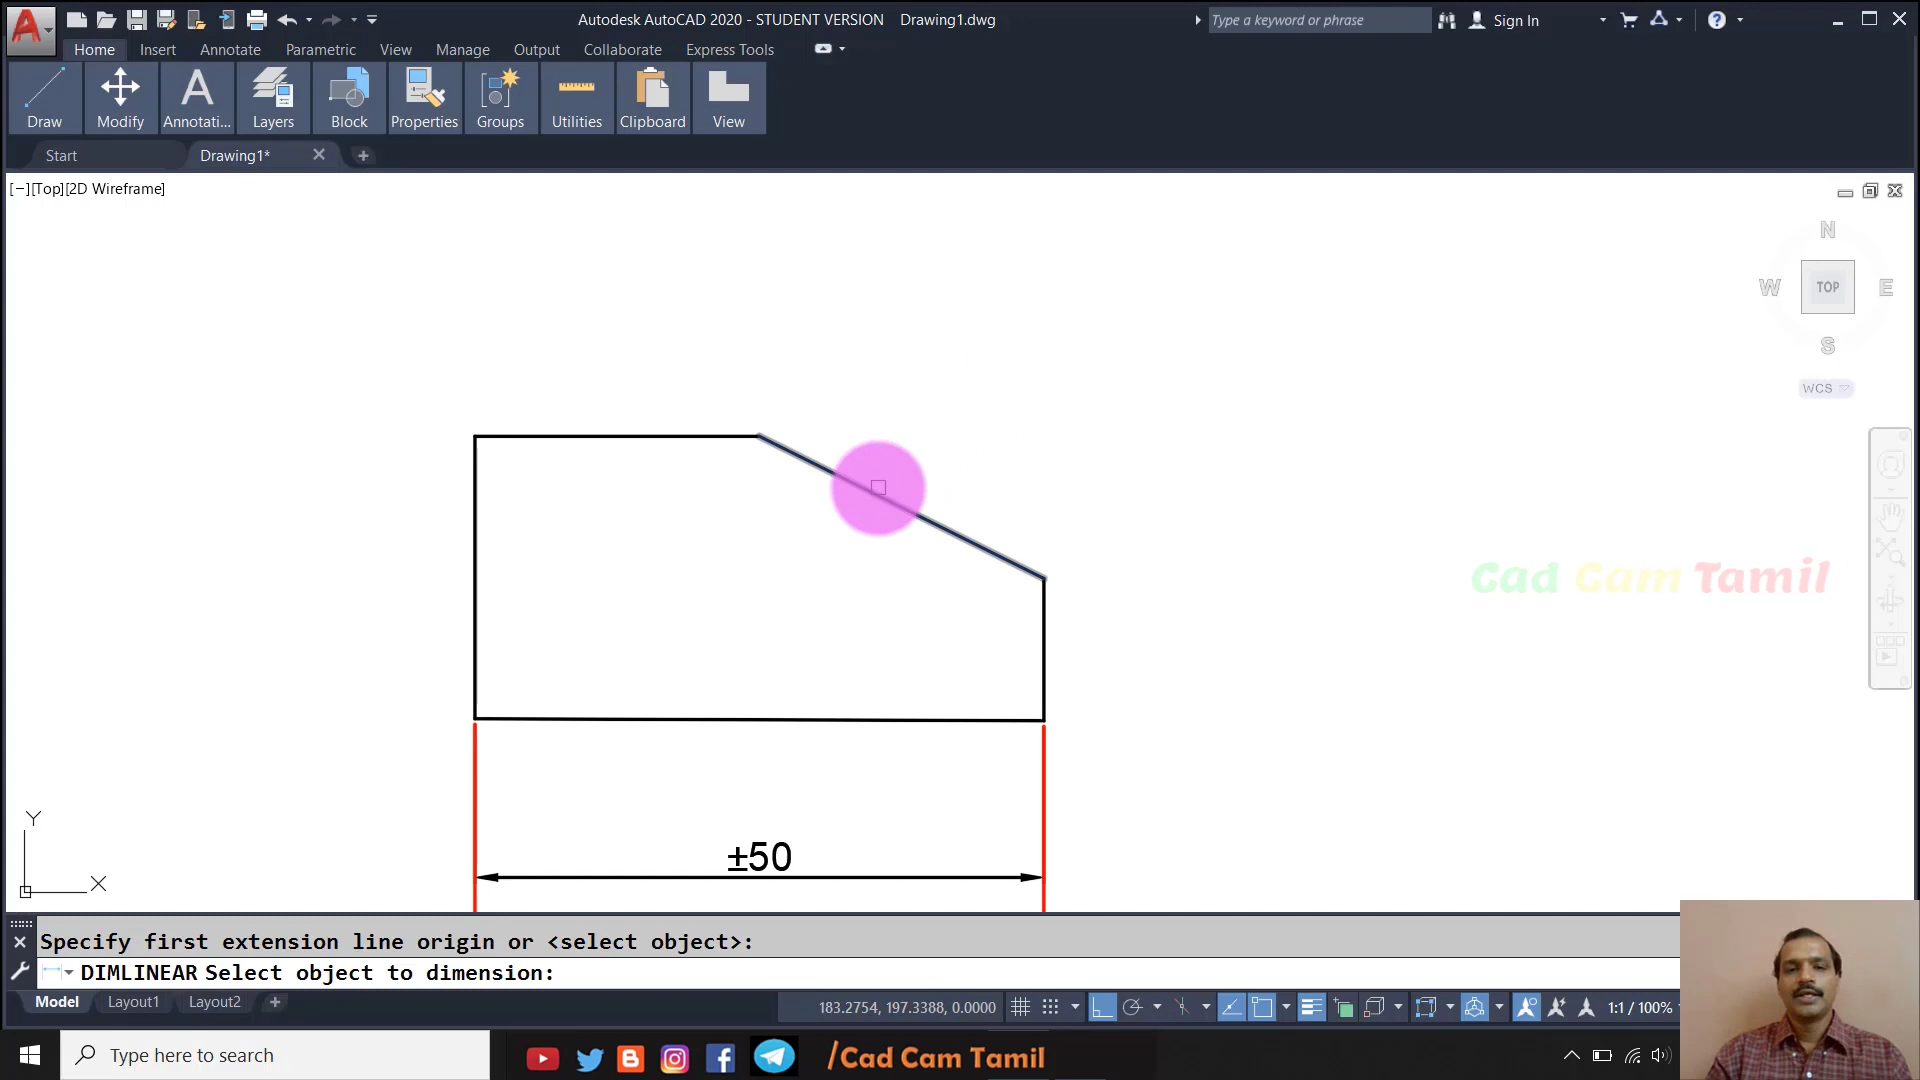 Autodesk AutoCAD 2020 - STUDENT VERSION Drawing1.dwg
Type a keyword or phrase
Sign In
Home Insert Annotate Parametric View Manage Output Collaborate Express Tools
Draw Modify Annotati... Layers Block Properties Groups Utilities Clipboard View
Start Drawing1*
[−][Top][2D Wireframe]
N
W TOP E
S
WCS
Cad Cam Tamil
±50
Y
X
Specify first extension line origin or <select object>:
DIMLINEAR Select object to dimension:
Model Layout1 Layout2
183.2754, 197.3388, 0.0000
1:1 / 100%
Type here to search
/Cad Cam Tamil